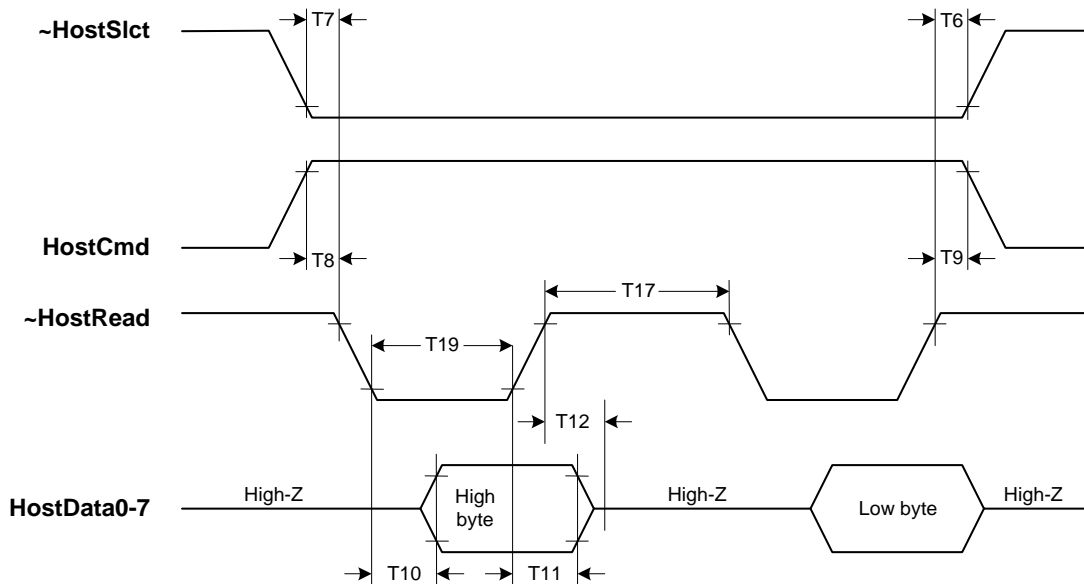 ~HostSlct
T7
T6
HostCmd
T8
T9
~HostRead
T17
T19
T12
HostData0-7
High-Z
High
byte
High-Z
Low byte
High-Z
T10
T11